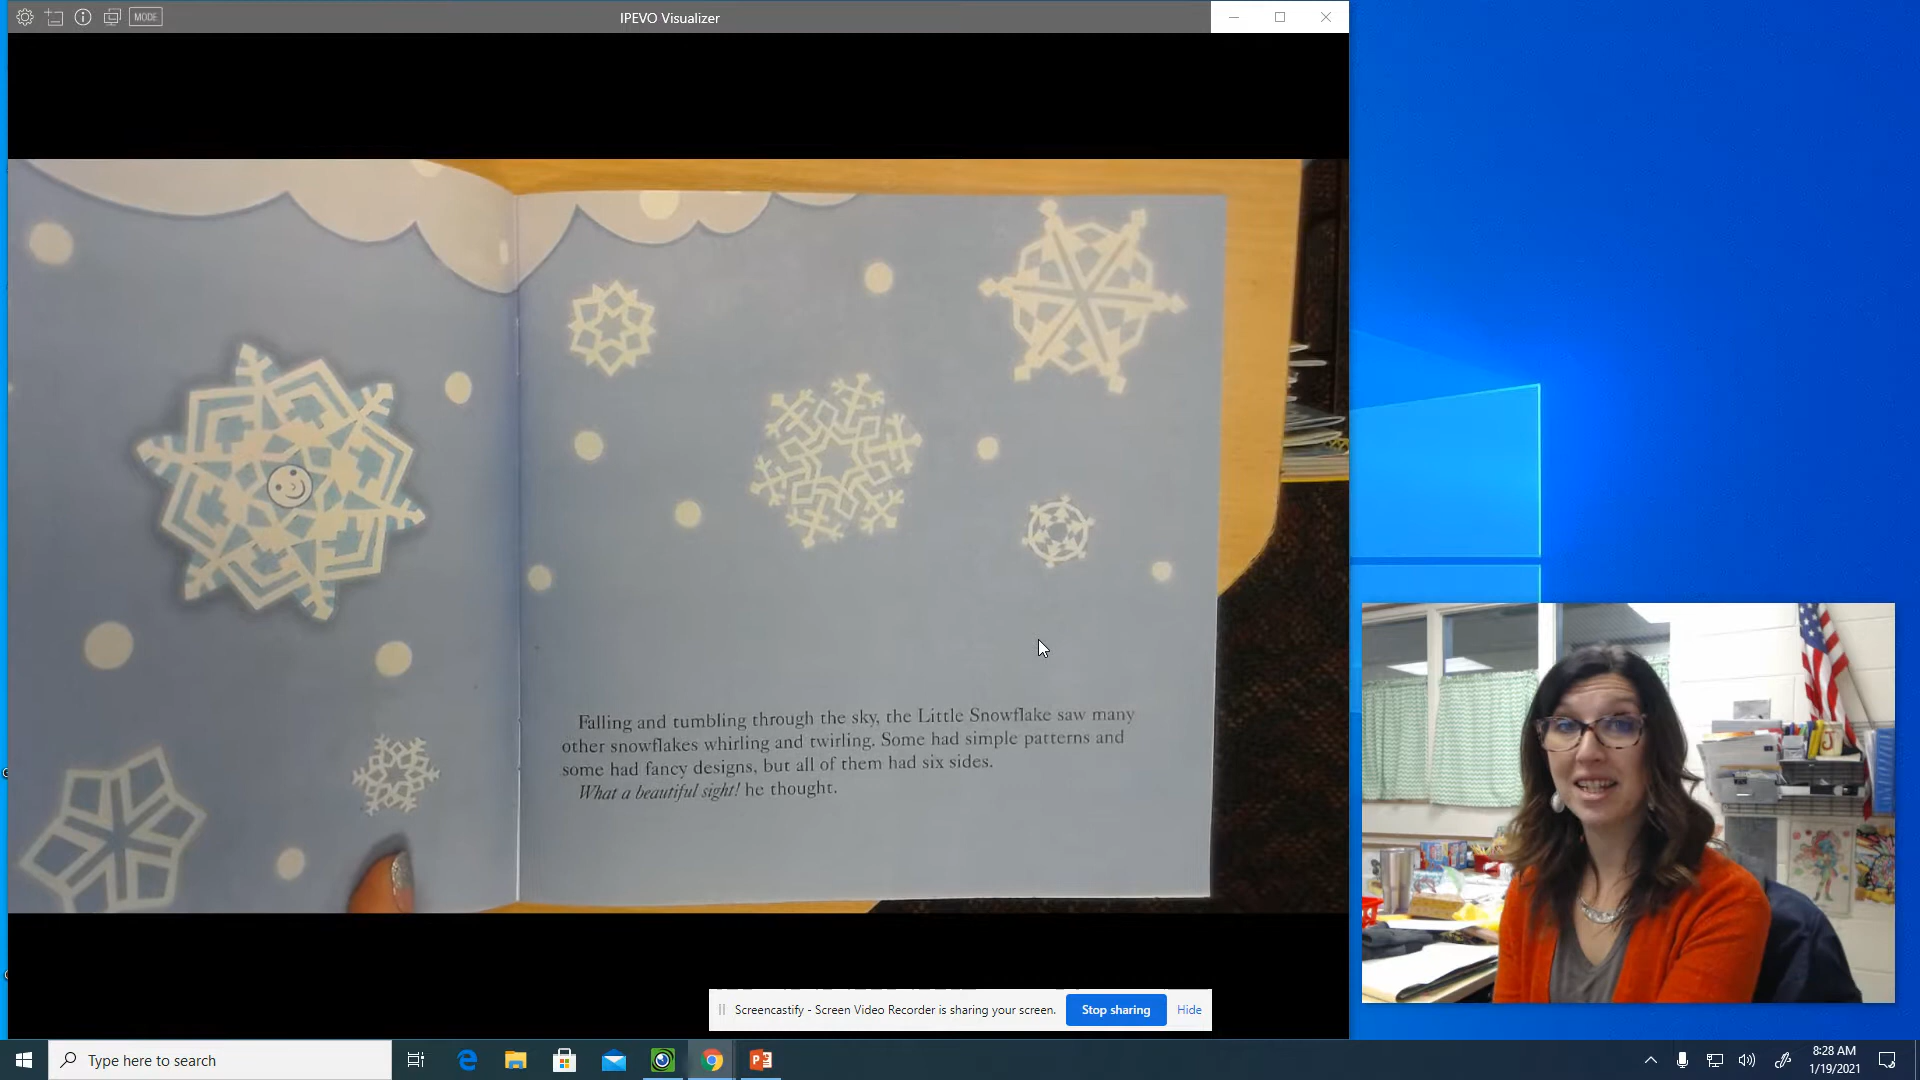 MODE
IPEVO Visualizer
Falling and tumbling through the sky, the Little Snowflake saw many
other snowflakes whirling and twirling. Some had simple patterns and
some had fancy designs, but all of them had six sides.
What a beautiful sight! he thought.
J
Screencastify - Screen Video Recorder is sharing your screen.
Stop sharing
Hide
Type here to search
8:28 AM
1/19/2021